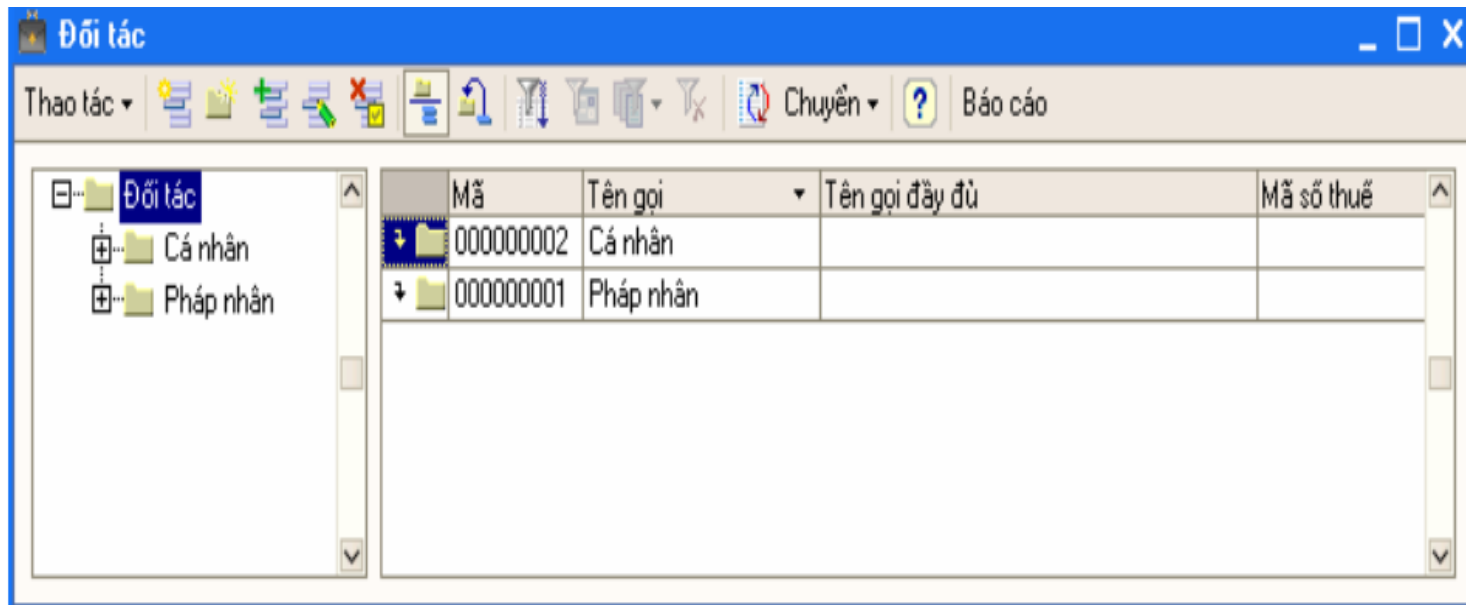 Đối tác
Thao tác Chuyển ? Báo cáo
Đối tác
Cá nhân
Pháp nhân
Mã Tên gọi Tên gọi đầy đủ Mã số thuế
000000002 Cá nhân
000000001 Pháp nhân